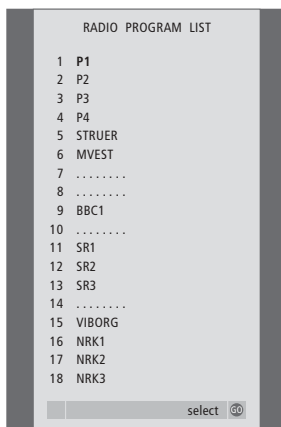 RADIO PROGRAM LIST
1 P1
2 P2
3 P3
4 P4
5 STRUER
6 MVEST
7 ........
8 ........
9 BBC1
10 ........
11 SR1
12 SR2
13 SR3
14 ........
15 VIBORG
16 NRK1
17 NRK2
18 NRK3
select GO